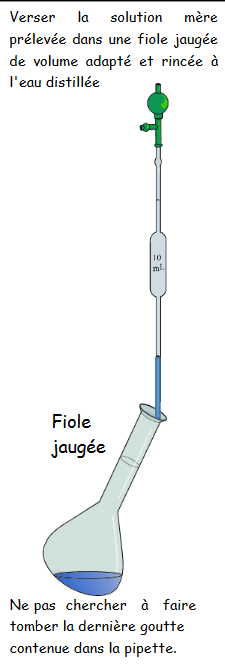 Verser la solution mère
prélevée dans une fiole jaugée
de volume adapté et rincée à
l'eau distillée
10
mL
Fiole
jaugée
Ne pas chercher à faire
tomber la dernière goutte
contenue dans la pipette.